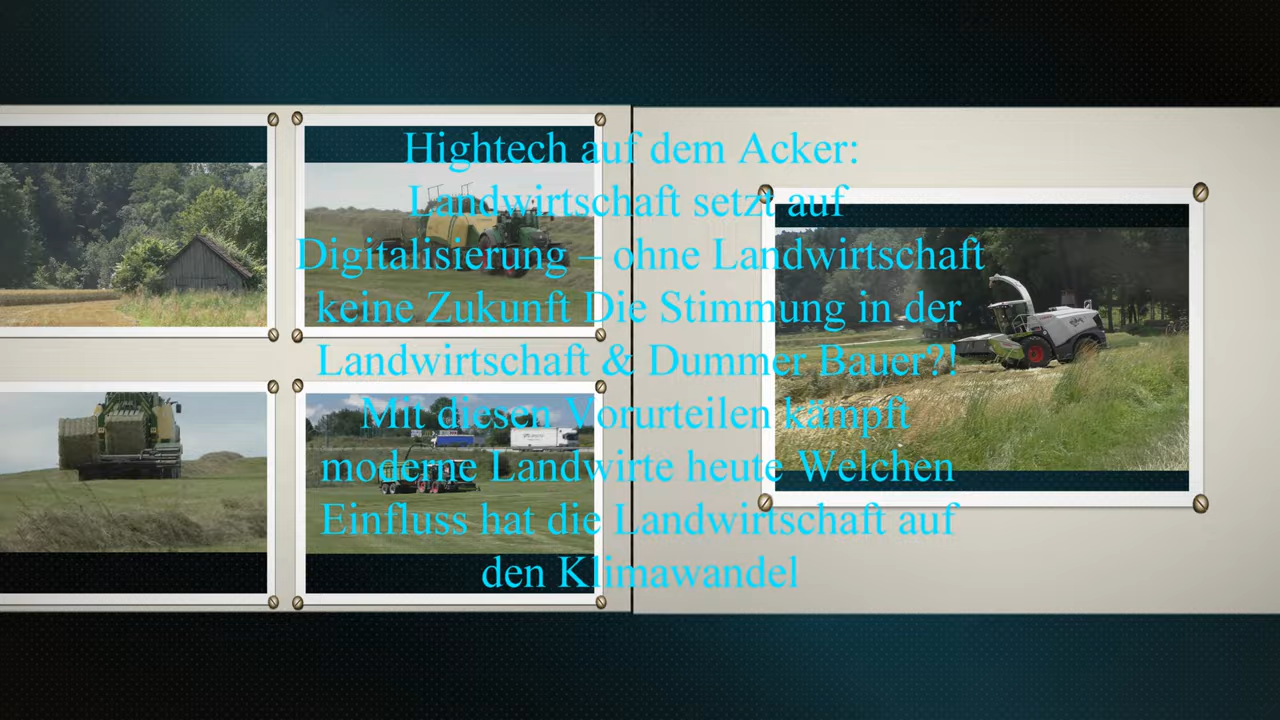 Hightech auf dem Acker:
Landwirtschaft setzt auf
Digitalisierung – ohne Landwirtschaft
keine Zukunft Die Stimmung in der
Landwirtschaft & Dummer Bauer?!
Mit diesen Vorurteilen kämpft
moderne Landwirte heute Welchen
Einfluss hat die Landwirtschaft auf
den Klimawandel